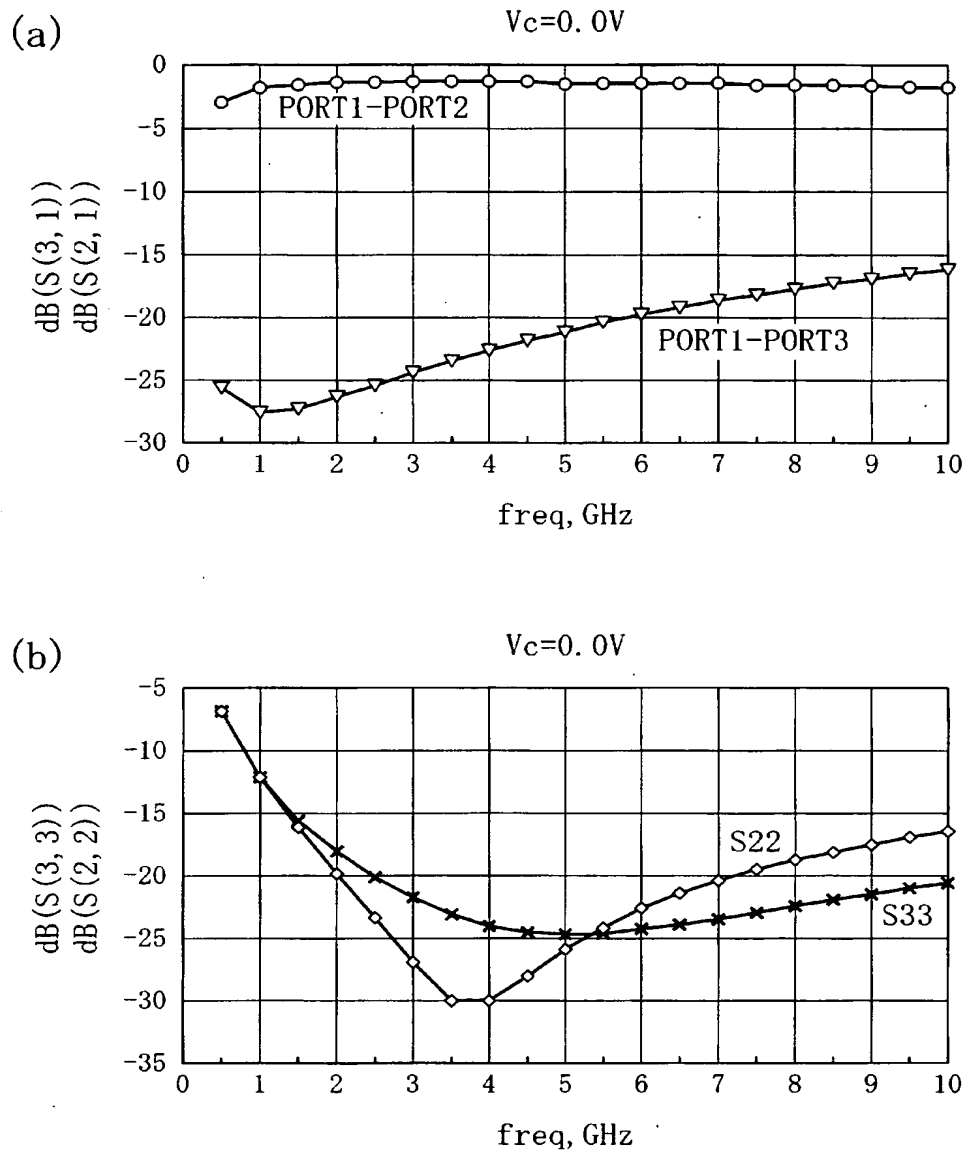 (a)
Vc=0.0V
0
-5
-10
-15
-20
-25
-30
PORT1-PORT2
PORT1-PORT3
dB(S(3,1))
dB(S(2,1))
0 1 2 3 4 5 6 7 8 9 10
freq,GHz
(b)
Vc=0.0V
-5
-10
-15
-20
-25
-30
-35
S22
S33
dB(S(3,3))
dB(S(2,2))
0 1 2 3 4 5 6 7 8 9 10
freq,GHz